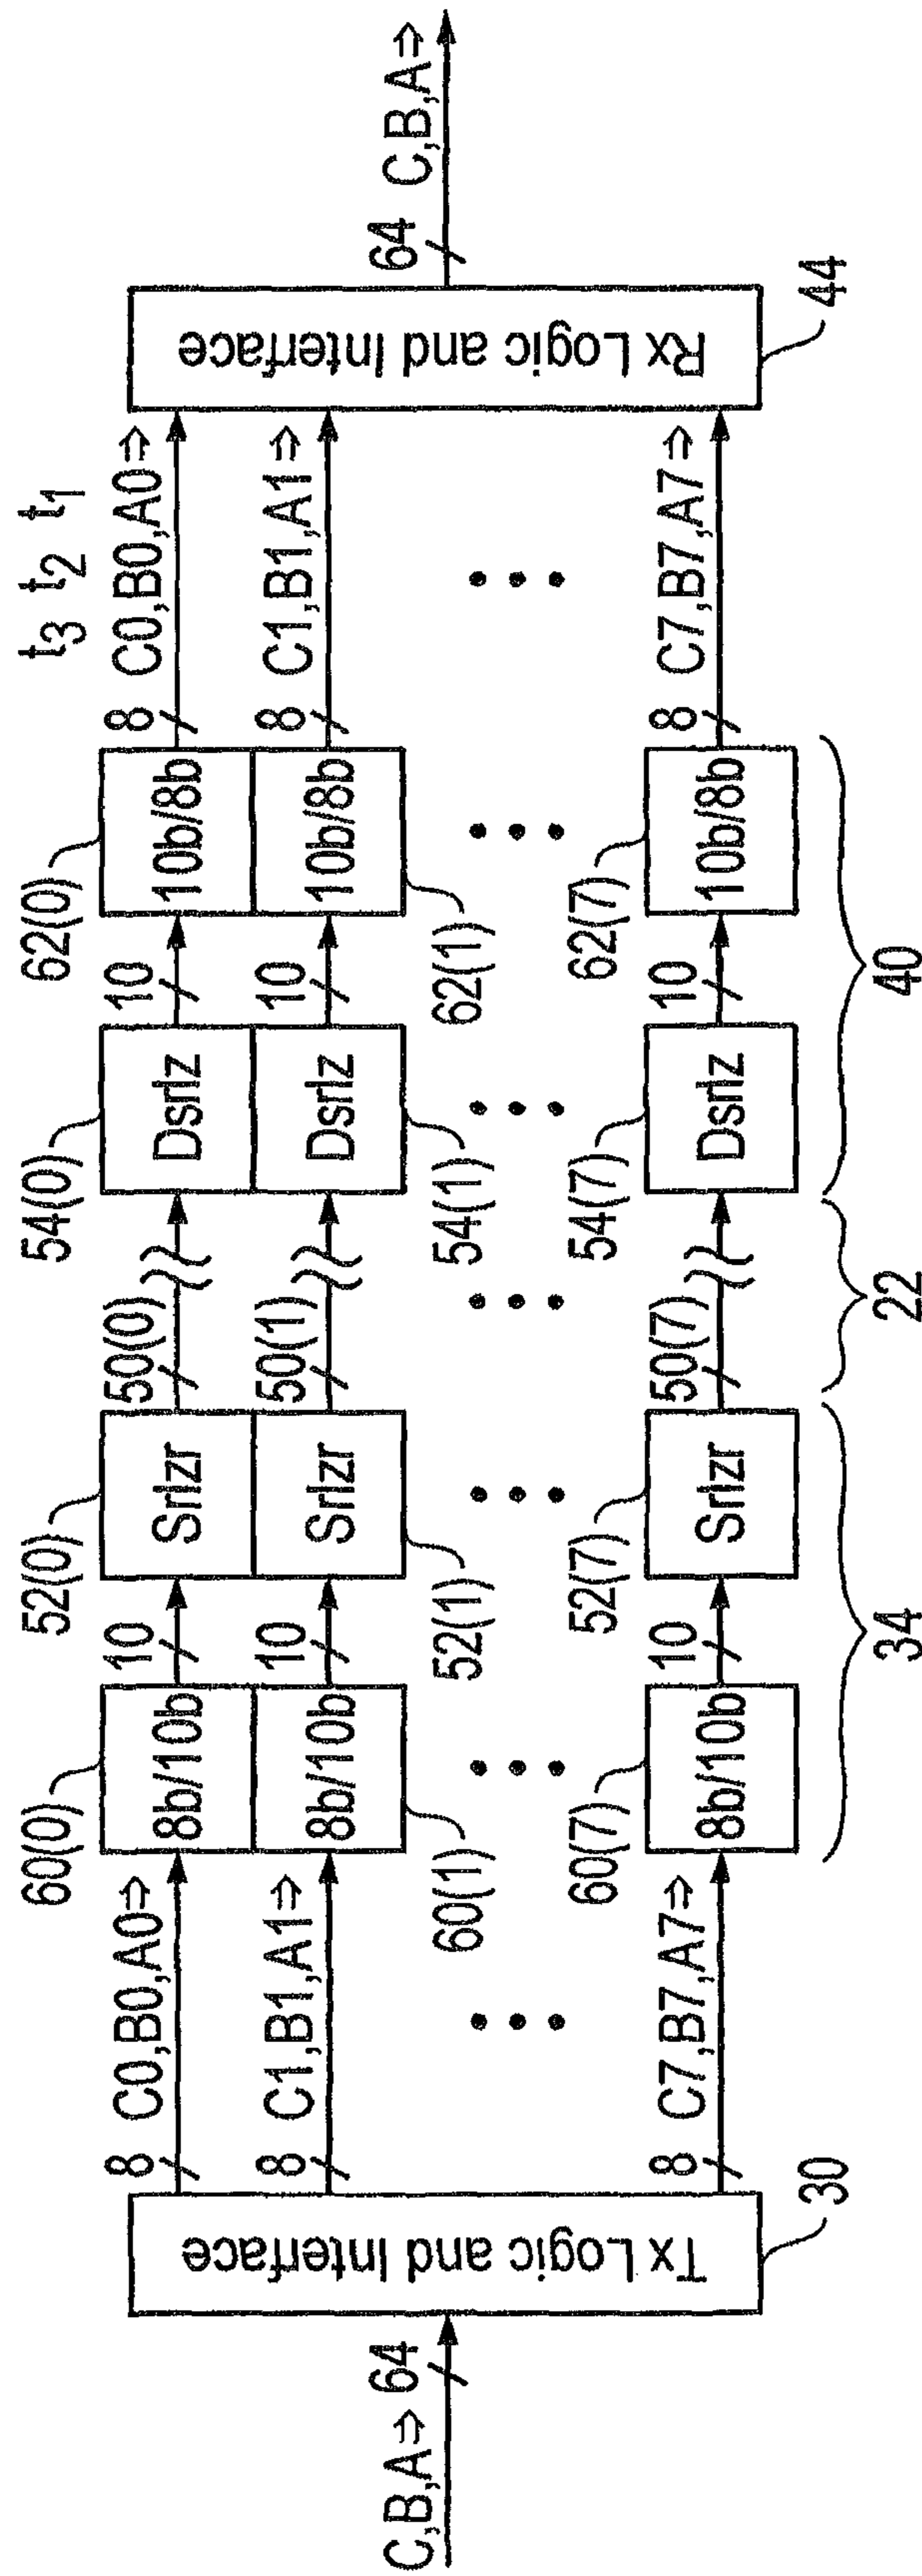 C,B,A⇒ 64
Tx Logic and Interface
30
8 C0,B0,A0⇒
8 C1,B1,A1⇒
8 C7,B7,A7⇒
60(0)
8b/10b
8b/10b
60(1)
60(7)
8b/10b
10
10
10
52(0)
Srlzr
Srlzr
52(1)
52(7)
Srlzr
34
50(0)
50(1)
50(7)
22
54(0)
Dsrlz
Dsrlz
54(1)
54(7)
Dsrlz
10
10
10
62(0)
10b/8b
10b/8b
62(1)
62(7)
10b/8b
40
t3 t2 t1
8 C0,B0,A0⇒
8 C1,B1,A1⇒
8 C7,B7,A7⇒
Rx Logic and Interface
44
64 C,B,A⇒